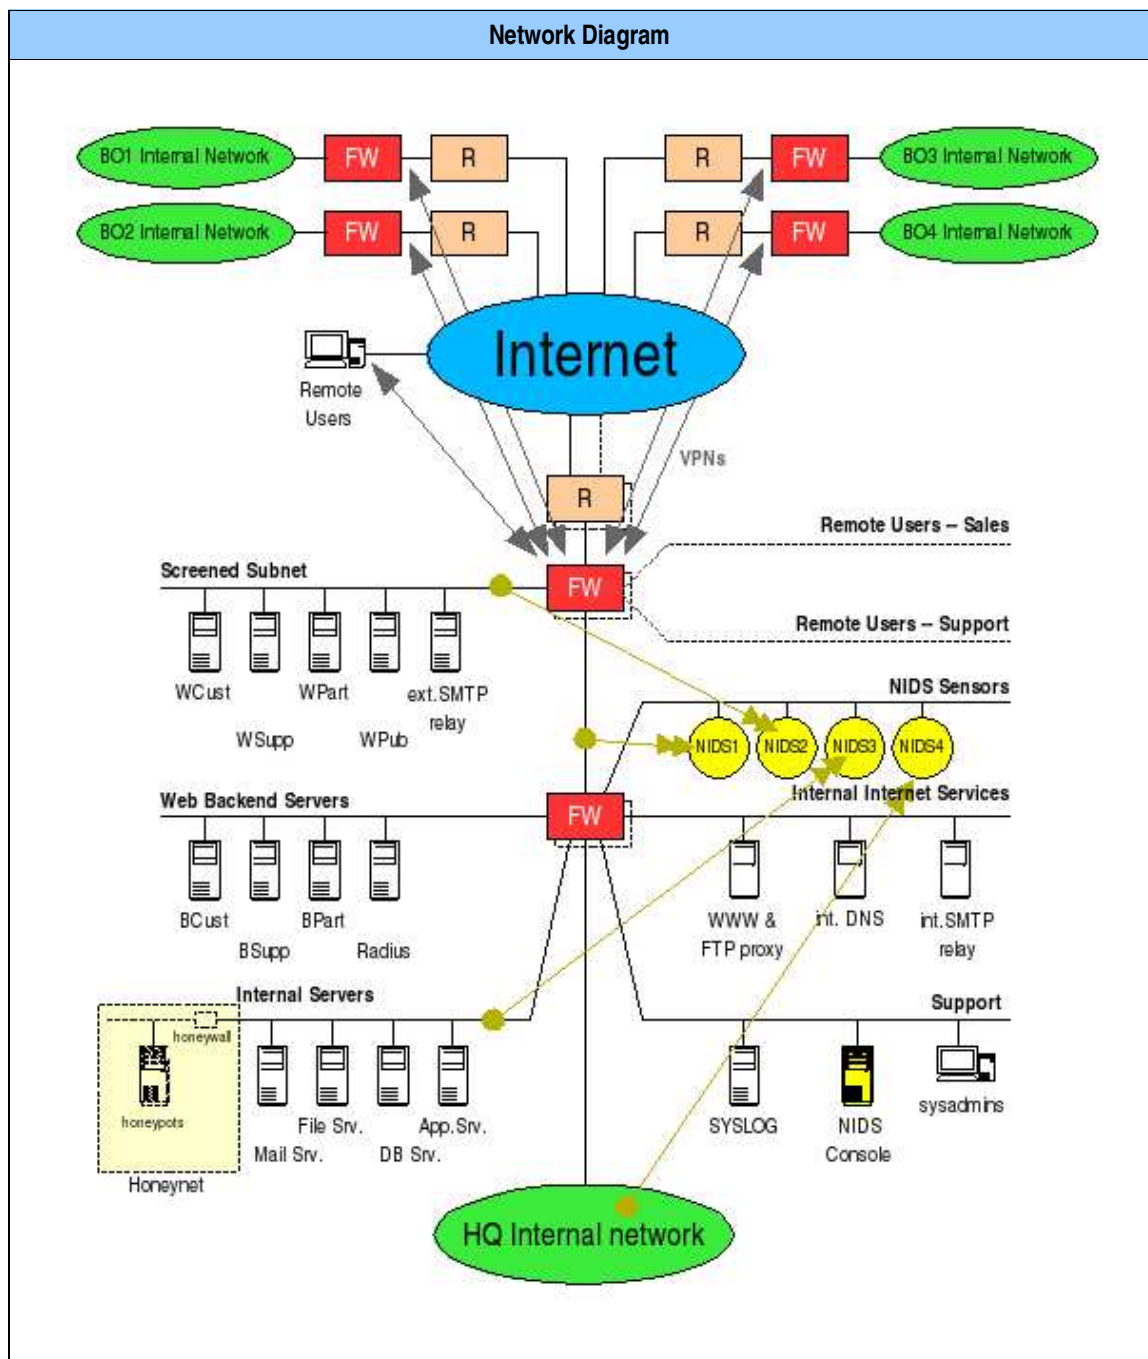 Network Diagram
BO1 Internal Network
FW
R
R
FW
BO3 Internal Network
BO2 Internal Network
FW
R
R
FW
BO4 Internal Network
Internet
Remote
Users
VPNs
R
Remote Users -- Sales
Screened Subnet
FW
Remote Users -- Support
WCust
WPart
ext.SMTP
relay
WSupp
WPub
NIDS Sensors
NIDS1
NIDS2
NIDS3
NIDS4
Web Backend Servers
FW
Internal Internet Services
BCust
BPart
BSupp
Radius
WWW &
FTP proxy
int. DNS
int.SMTP
relay
Internal Servers
Support
honeywall
honeypots
File Srv.
App.Srv.
Mail Srv.
DB Srv.
Honeynet
SYSLOG
NIDS
Console
sysadmins
HQ Internal network